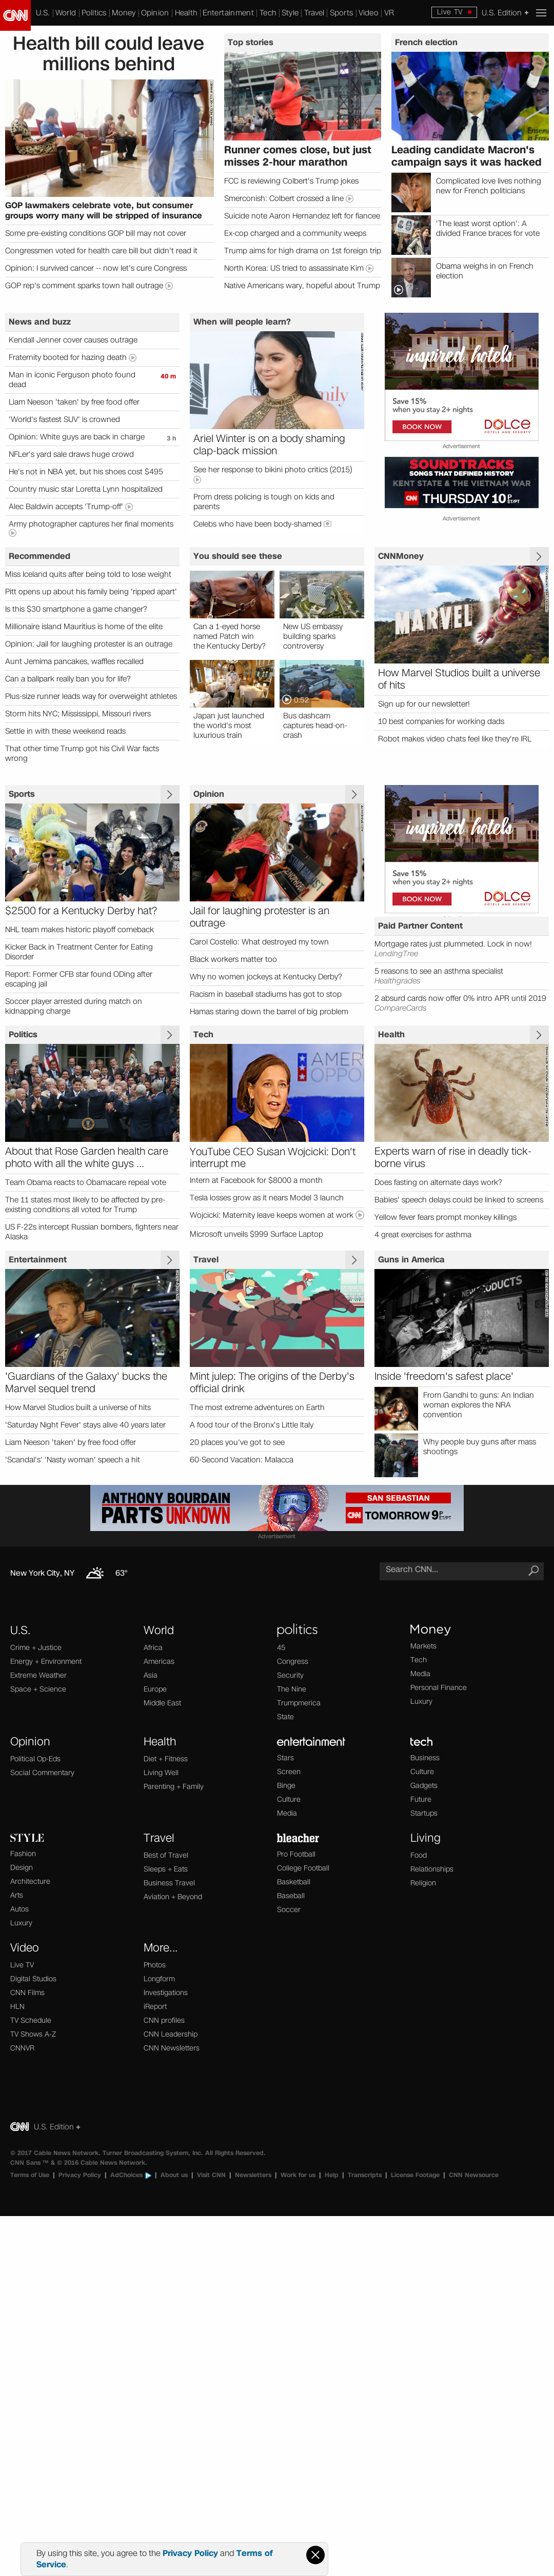 CNN
U.S. World Politics Money Opinion Health Entertainment Tech Style Travel Sports Video VR
Live TV
U.S. Edition +
Health bill could leave
millions behind
GOP lawmakers celebrate vote, but consumer
groups worry many will be stripped of insurance
Some pre-existing conditions GOP bill may not cover
Congressmen voted for health care bill but didn't read it
Opinion: I survived cancer -- now let's cure Congress
GOP rep's comment sparks town hall outrage
Top stories
Runner comes close, but just
misses 2-hour marathon
FCC is reviewing Colbert's Trump jokes
Smerconish: Colbert crossed a line
Suicide note Aaron Hernandez left for fiancee
Ex-cop charged and a community weeps
Trump aims for high drama on 1st foreign trip
North Korea: US tried to assassinate Kim
Native Americans wary, hopeful about Trump
French election
Leading candidate Macron's
campaign says it was hacked
Complicated love lives nothing
new for French politicians
'The least worst option': A
divided France braces for vote
Obama weighs in on French
election
News and buzz
Kendall Jenner cover causes outrage
Fraternity booted for hazing death
Man in iconic Ferguson photo found
dead
40 m
Liam Neeson 'taken' by free food offer
'World's fastest SUV' is crowned
Opinion: White guys are back in charge
3 h
NFLer's yard sale draws huge crowd
He's not in NBA yet, but his shoes cost $495
Country music star Loretta Lynn hospitalized
Alec Baldwin accepts 'Trump-off'
Army photographer captures her final moments
When will people learn?
Ariel Winter is on a body shaming
clap-back mission
See her response to bikini photo critics (2015)
Prom dress policing is tough on kids and
parents
Celebs who have been body-shamed
inspired hotels
Save 15%
when you stay 2+ nights
BOOK NOW
DOLCE
HOTELS
Advertisement
SOUNDTRACKS
SONGS THAT DEFINED HISTORY
KENT STATE & THE VIETNAM WAR
CNN THURSDAY 10P ET/PT
Advertisement
Recommended
Miss Iceland quits after being told to lose weight
Pitt opens up about his family being 'ripped apart'
Is this $30 smartphone a game changer?
Millionaire island Mauritius is home of the elite
Opinion: Jail for laughing protester is an outrage
Aunt Jemima pancakes, waffles recalled
Can a ballpark really ban you for life?
Plus-size runner leads way for overweight athletes
Storm hits NYC; Mississippi, Missouri rivers
Settle in with these weekend reads
That other time Trump got his Civil War facts
wrong
You should see these
Can a 1-eyed horse
named Patch win
the Kentucky Derby?
New US embassy
building sparks
controversy
0:52
Japan just launched
the world's most
luxurious train
Bus dashcam
captures head-on-
crash
CNNMoney
MARVEL
How Marvel Studios built a universe
of hits
Sign up for our newsletter!
10 best companies for working dads
Robot makes video chats feel like they're IRL
Sports
$2500 for a Kentucky Derby hat?
NHL team makes historic playoff comeback
Kicker Back in Treatment Center for Eating
Disorder
Report: Former CFB star found ODing after
escaping jail
Soccer player arrested during match on
kidnapping charge
Opinion
Jail for laughing protester is an
outrage
Carol Costello: What destroyed my town
Black workers matter too
Why no women jockeys at Kentucky Derby?
Racism in baseball stadiums has got to stop
Hamas staring down the barrel of big problem
inspired hotels
Save 15%
when you stay 2+ nights
BOOK NOW
DOLCE
HOTELS
Paid Partner Content
Mortgage rates just plummeted. Lock in now!
LendingTree
5 reasons to see an asthma specialist
Healthgrades
2 absurd cards now offer 0% intro APR until 2019
CompareCards
Politics
About that Rose Garden health care
photo with all the white guys ...
Team Obama reacts to Obamacare repeal vote
The 11 states most likely to be affected by pre-
existing conditions all voted for Trump
US F-22s intercept Russian bombers, fighters near
Alaska
Tech
AMER
OPPO
YouTube CEO Susan Wojcicki: Don't
interrupt me
Intern at Facebook for $8000 a month
Tesla losses grow as it nears Model 3 launch
Wojcicki: Maternity leave keeps women at work
Microsoft unveils $999 Surface Laptop
Health
Experts warn of rise in deadly tick-
borne virus
Does fasting on alternate days work?
Babies' speech delays could be linked to screens
Yellow fever fears prompt monkey killings
4 great exercises for asthma
Entertainment
'Guardians of the Galaxy' bucks the
Marvel sequel trend
How Marvel Studios built a universe of hits
'Saturday Night Fever' stays alive 40 years later
Liam Neeson 'taken' by free food offer
'Scandal's' 'Nasty woman' speech a hit
Travel
Mint julep: The origins of the Derby's
official drink
The most extreme adventures on Earth
A food tour of the Bronx's Little Italy
20 places you've got to see
60-Second Vacation: Malacca
Guns in America
Inside 'freedom's safest place'
From Gandhi to guns: An Indian
woman explores the NRA
convention
Why people buy guns after mass
shootings
ANTHONY BOURDAIN
PARTS UNKNOWN
SAN SEBASTIAN
CNN TOMORROW 9P ET/PT
Advertisement
New York City, NY
63°
Search CNN...
U.S.
Crime + Justice
Energy + Environment
Extreme Weather
Space + Science
World
Africa
Americas
Asia
Europe
Middle East
politics
45
Congress
Security
The Nine
Trumpmerica
State
Money
Markets
Tech
Media
Personal Finance
Luxury
Opinion
Political Op-Eds
Social Commentary
Health
Diet + Fitness
Living Well
Parenting + Family
entertainment
Stars
Screen
Binge
Culture
Media
tech
Business
Culture
Gadgets
Future
Startups
STYLE
Fashion
Design
Architecture
Arts
Autos
Luxury
Travel
Best of Travel
Sleeps + Eats
Business Travel
Aviation + Beyond
bleacher
Pro Football
College Football
Basketball
Baseball
Soccer
Living
Food
Relationships
Religion
Video
Live TV
Digital Studios
CNN Films
HLN
TV Schedule
TV Shows A-Z
CNNVR
More...
Photos
Longform
Investigations
iReport
CNN profiles
CNN Leadership
CNN Newsletters
CNN U.S. Edition +
© 2017 Cable News Network. Turner Broadcasting System, Inc. All Rights Reserved.
CNN Sans ™ & © 2016 Cable News Network.
Terms of Use | Privacy Policy | AdChoices | About us | Visit CNN | Newsletters | Work for us | Help | Transcripts | License Footage | CNN Newsource
By using this site, you agree to the Privacy Policy and Terms of
Service.